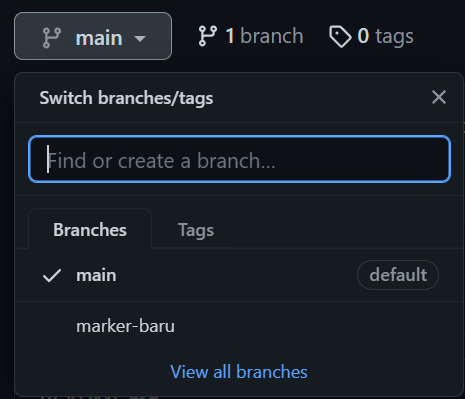 main 1 branch 0 tags
Switch branches/tags
Find or create a branch...
Branches Tags
main default
marker-baru
View all branches